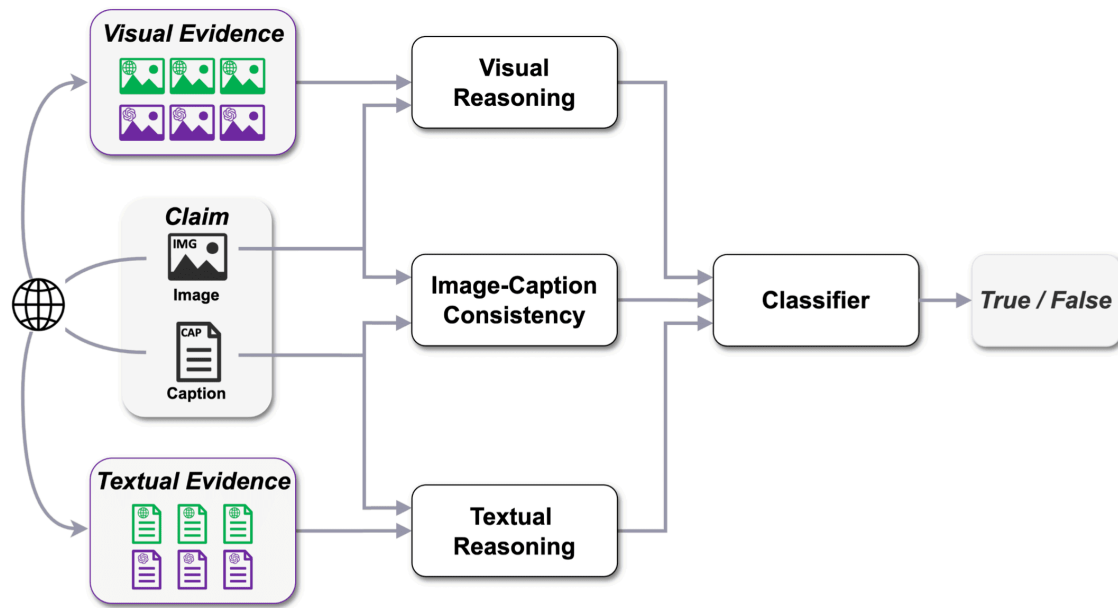 Visual Evidence
Visual
Reasoning
Claim
IMG
Image
CAP
Caption
Image-Caption
Consistency
Classifier
True / False
Textual Evidence
Textual
Reasoning